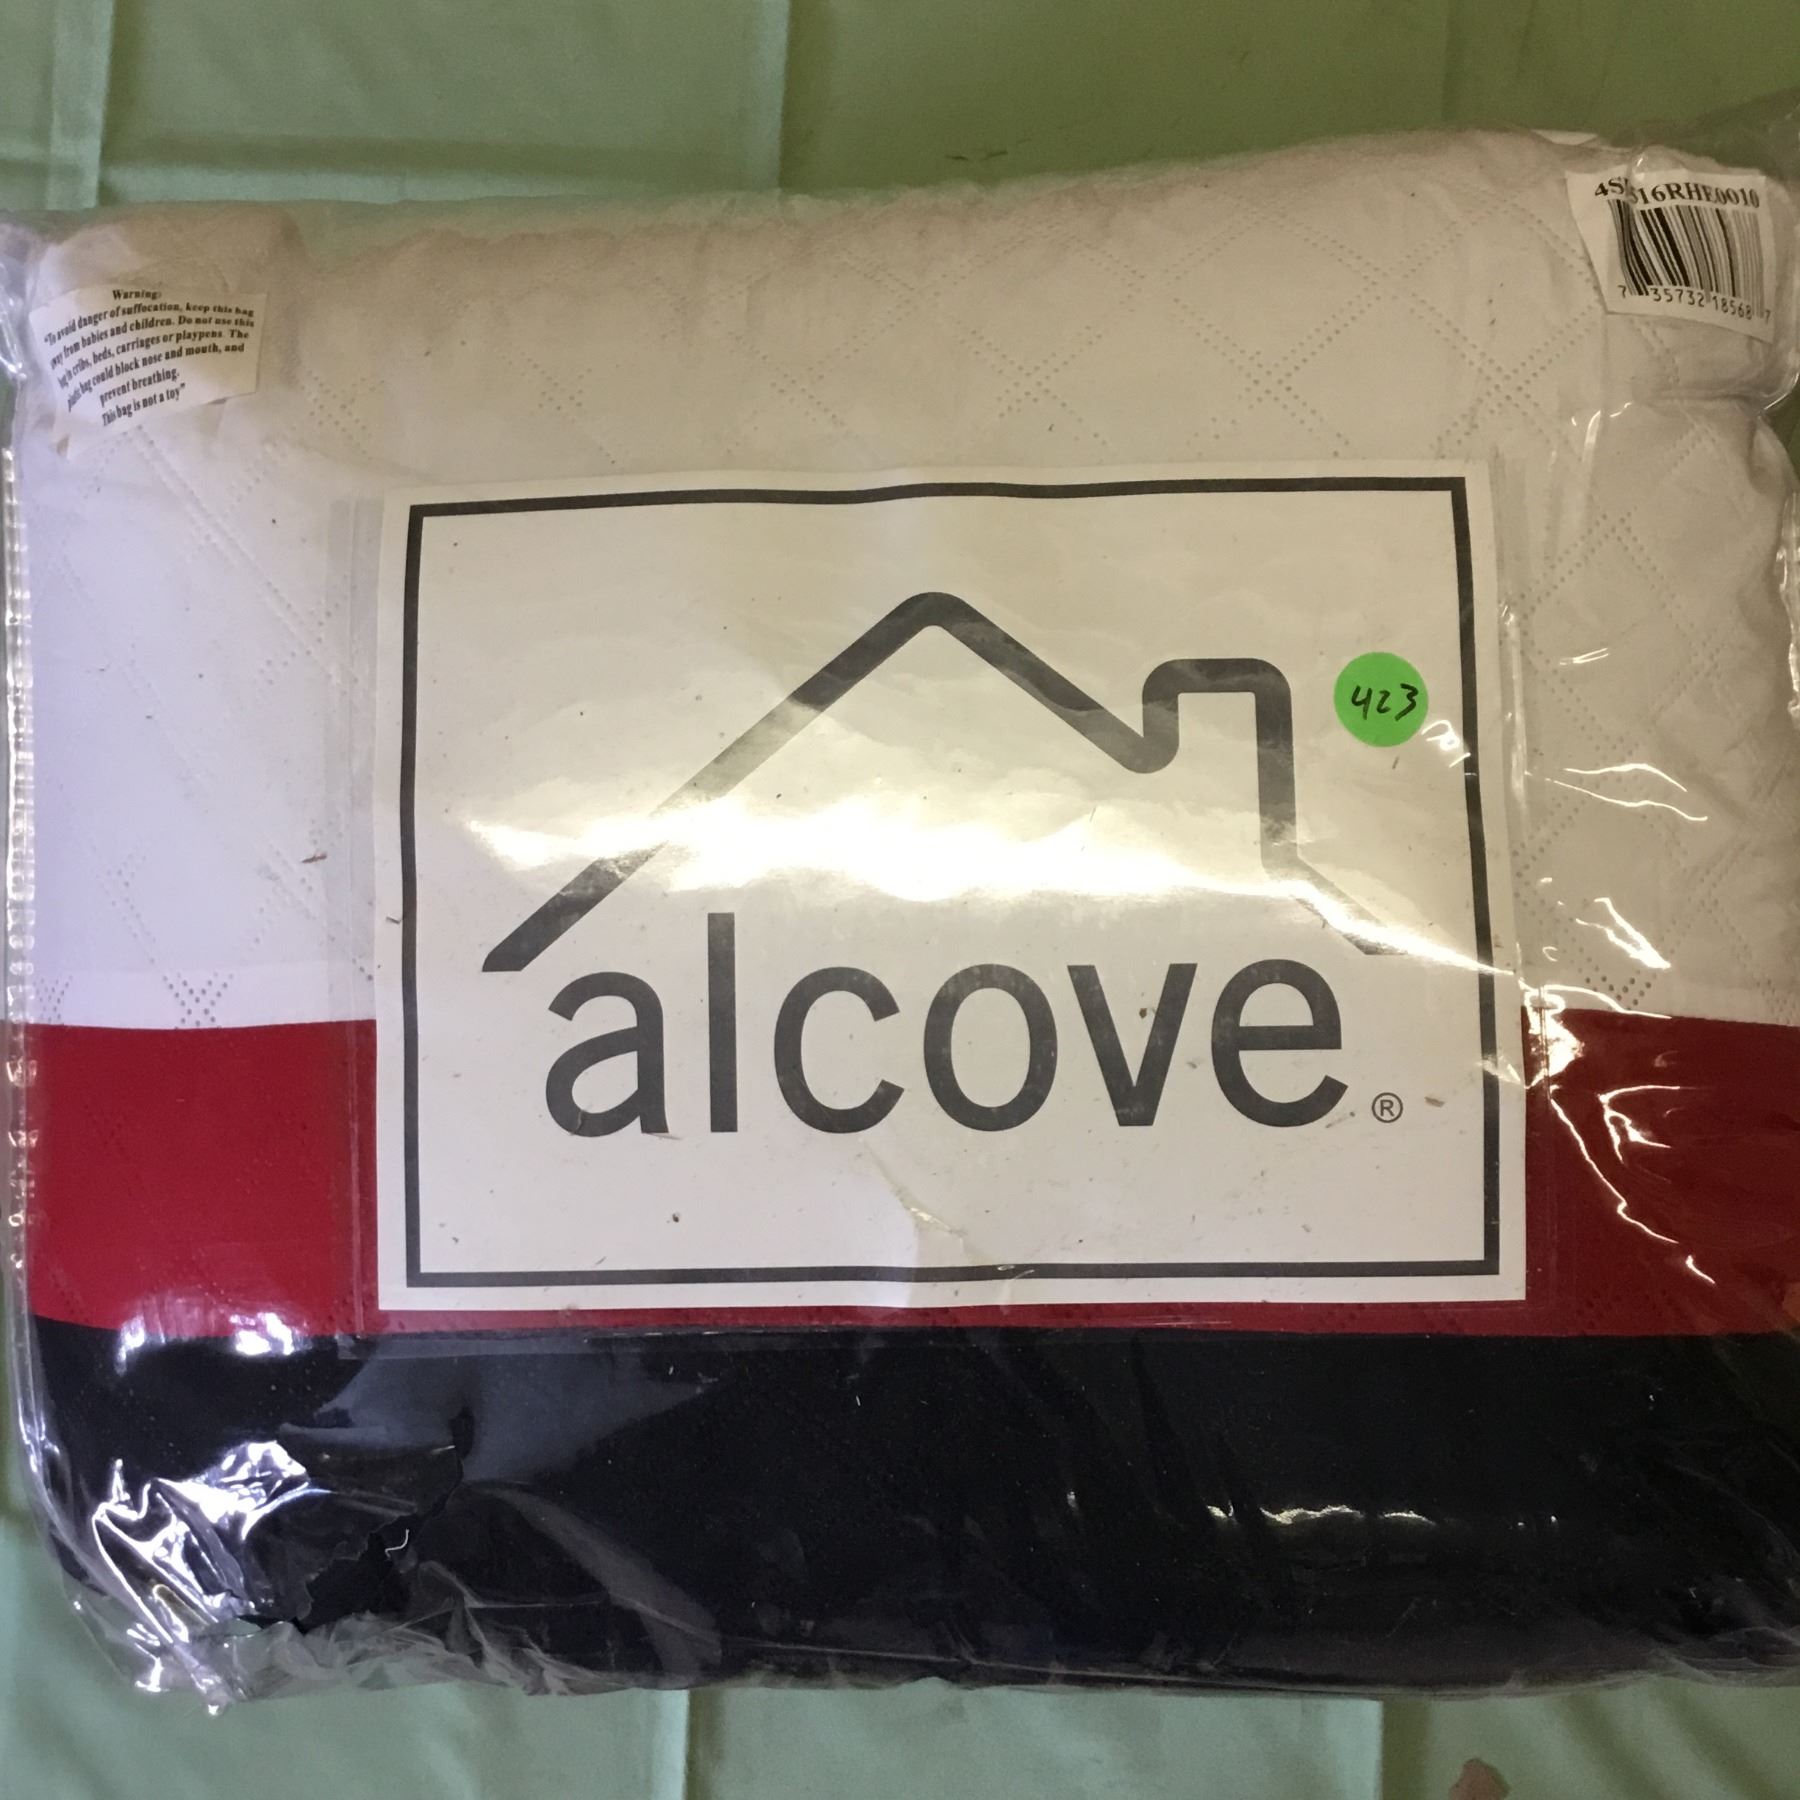 Warning:
"To avoid danger of suffocation, keep this bag
away from babies and children. Do not use this
bag in cribs, beds, carriages or playpens. The
plastic bag could block nose and mouth, and
prevent breathing.
This bag is not a toy"
7 35732 18568 7
423
alcove®